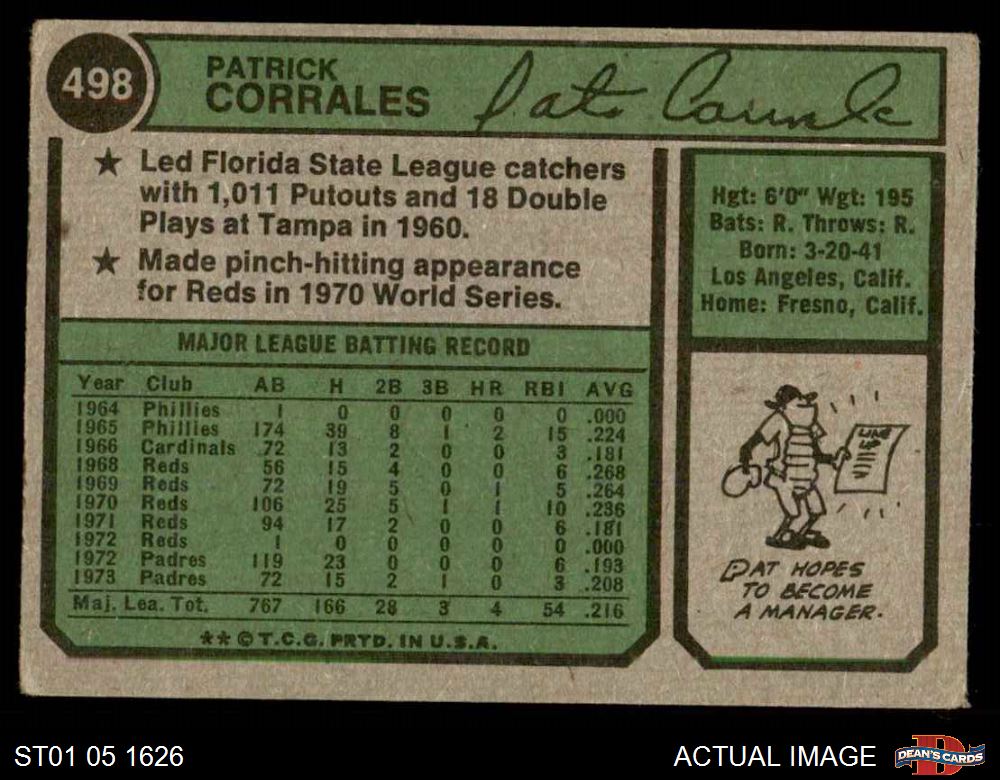 498
PATRICK
CORRALES
Pat Corrales
★ Led Florida State League catchers
with 1,011 Putouts and 18 Double
Plays at Tampa in 1960.
★ Made pinch-hitting appearance
for Reds in 1970 World Series.
Hgt: 6'0" Wgt: 195
Bats: R. Throws: R.
Born: 3-20-41
Los Angeles, Calif.
Home: Fresno, Calif.
MAJOR LEAGUE BATTING RECORD
Year Club AB H 2B 3B HR RBI AVG
1964 Phillies 1 0 0 0 0 0 .000
1965 Phillies 174 39 8 1 2 15 .224
1966 Cardinals 72 13 2 0 0 3 .181
1968 Reds 56 15 4 0 0 6 .268
1969 Reds 72 19 5 0 1 5 .264
1970 Reds 106 25 5 1 1 10 .236
1971 Reds 94 17 2 0 0 6 .181
1972 Reds 1 0 0 0 0 0 .000
1972 Padres 119 23 0 0 0 6 .193
1973 Padres 72 15 2 1 0 3 .208
Maj. Lea. Tot. 767 166 28 3 4 54 .216
** © T.C.G. PRTD. IN U.S.A.
LINE
UP
PAT HOPES
TO BECOME
A MANAGER.
ST01 05 1626
ACTUAL IMAGE
D
DEAN'S CARDS